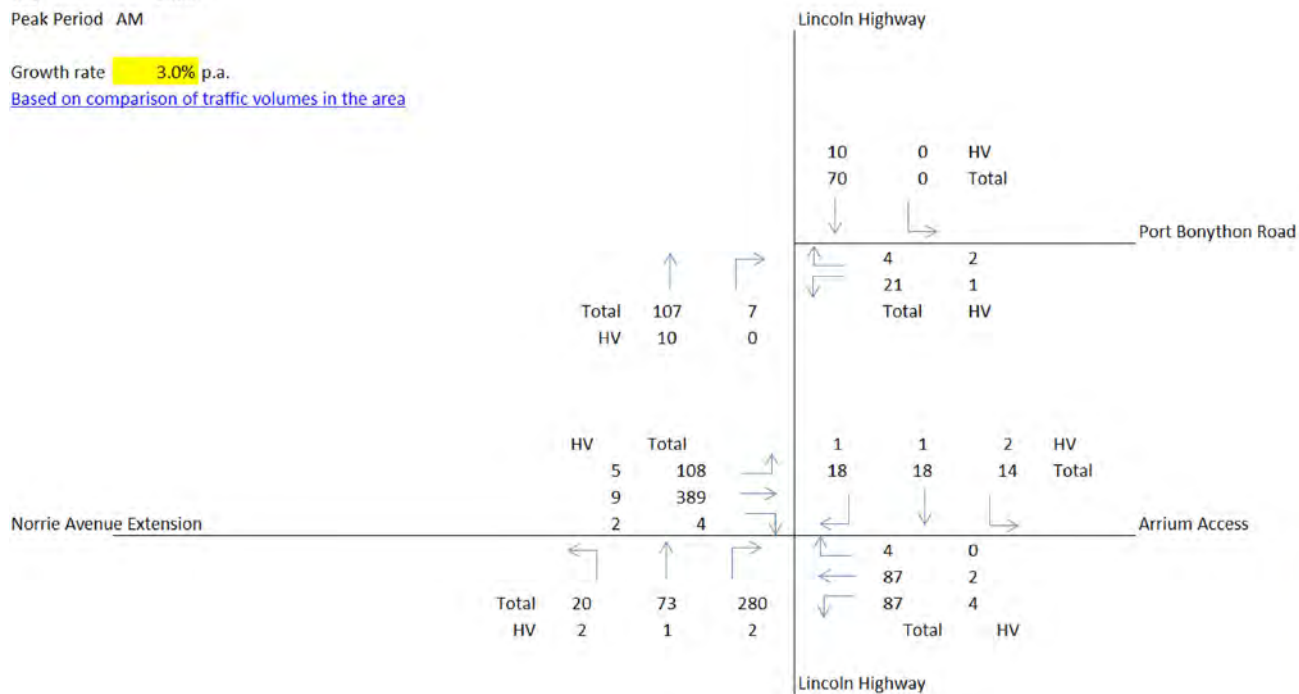 Peak Period AM
Lincoln Highway
Growth rate 3.0% p.a.
Based on comparison of traffic volumes in the area
10 0 HV
70 0 Total
Port Bonython Road
4 2
21 1
Total 107 7 Total HV
HV 10 0
HV Total 1 1 2 HV
5 108 18 18 14 Total
9 389
Norrie Avenue Extension 2 4 Arrium Access
4 0
87 2
Total 20 73 280 87 4
HV 2 1 2 Total HV
Lincoln Highway